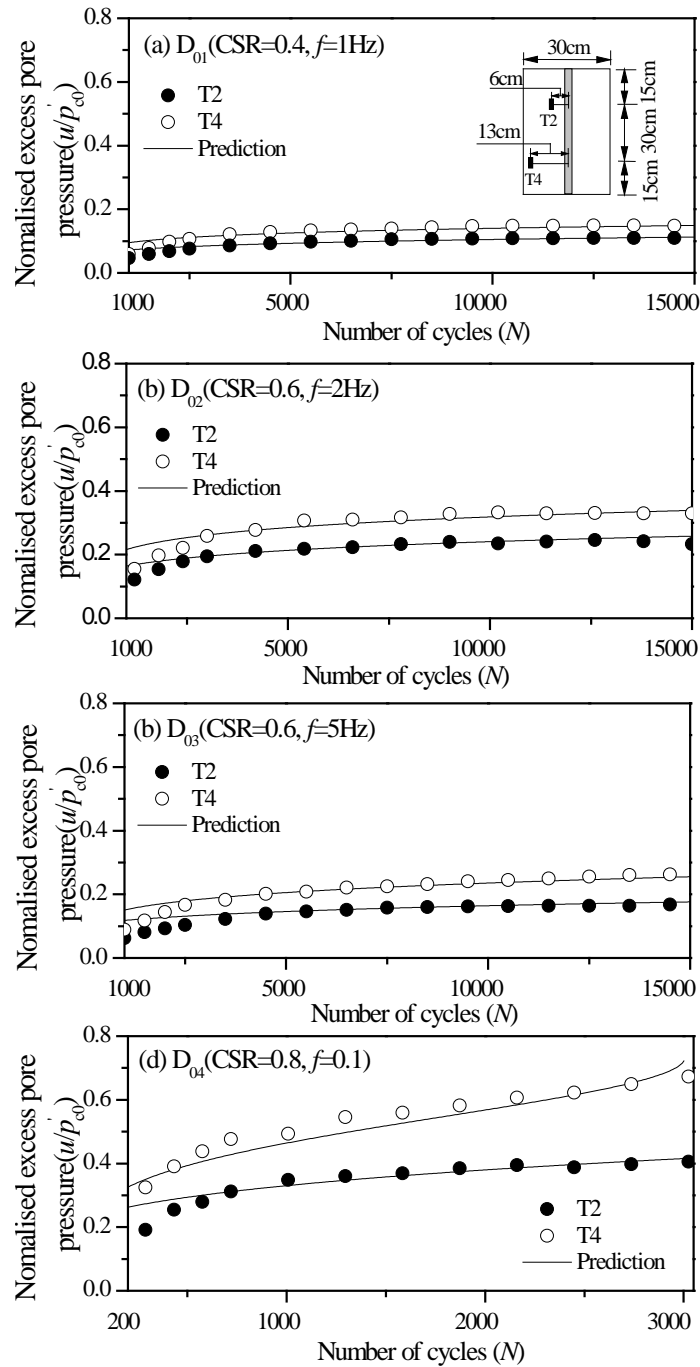 (a) D01(CSR=0.4, f=1Hz)
T2
T4
Prediction
30cm
6cm
T2
13cm
T4
15cm
30cm
15cm
0.8
0.6
0.4
0.2
0.0
Nomalised excess pore
pressure(u/p'c0)
1000 5000 10000 15000
Number of cycles (N)
(b) D02(CSR=0.6, f=2Hz)
T2
T4
Prediction
0.8
0.6
0.4
0.2
0.0
Nomalised excess pore
pressure(u/p'c0)
1000 5000 10000 15000
Number of cycles (N)
(b) D03(CSR=0.6, f=5Hz)
T2
T4
Prediction
0.8
0.6
0.4
0.2
0.0
Nomalised excess pore
pressure(u/p'c0)
1000 5000 10000 15000
Number of cycles (N)
(d) D04(CSR=0.8, f=0.1)
T2
T4
Prediction
0.8
0.6
0.4
0.2
0.0
Nomalised excess pore
pressure(u/p'c0)
200 1000 2000 3000
Number of cycles (N)